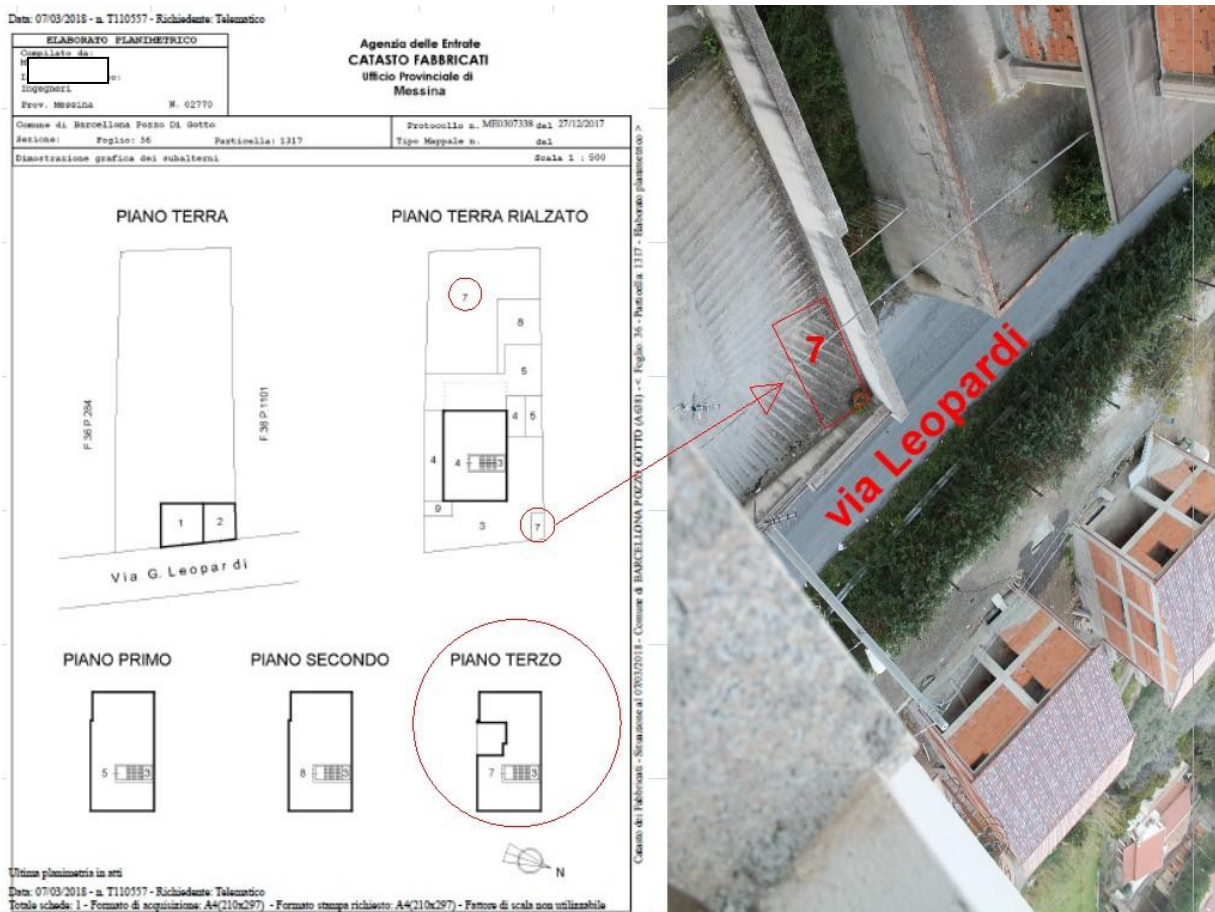 Data: 07/03/2018 - n. T110557 - Richiedente: Telematico
ELABORATO PLANIMETRICO
Compilato da:
Ingegneri
Prov. Messina N. 02770
Agenzia delle Entrate
CATASTO FABBRICATI
Ufficio Provinciale di
Messina
Comune di Barcellona Pozzo Di Gotto
Sezione: Foglio: 36 Particella: 1317
Protocollo n. ME0307338 del 27/12/2017
Tipo Mappale n. del
Dimostrazione grafica dei subalterni
Scala 1 : 500
PIANO TERRA
F.36 P.284
F.36 P.1101
1 2
Via G. Leopardi
PIANO TERRA RIALZATO
7
8
5
4 5
4 4 3
9
3 7
PIANO PRIMO
5 3
PIANO SECONDO
8 3
PIANO TERZO
7 3
N
Ultima planimetria in atti
Data: 07/03/2018 - n. T110557 - Richiedente: Telematico
Totale schede: 1 - Formato di acquisizione: A4(210x297) - Formato stampa richiesto: A4(210x297) - Fattore di scala non utilizzabile
Catasto dei Fabbricati - Situazione al 07/03/2018 - Comune di BARCELLONA POZZO GOTTO (A638) - < Foglio: 36 - Particella: 1317 - Elaborato planimetrico >
7
via Leopardi